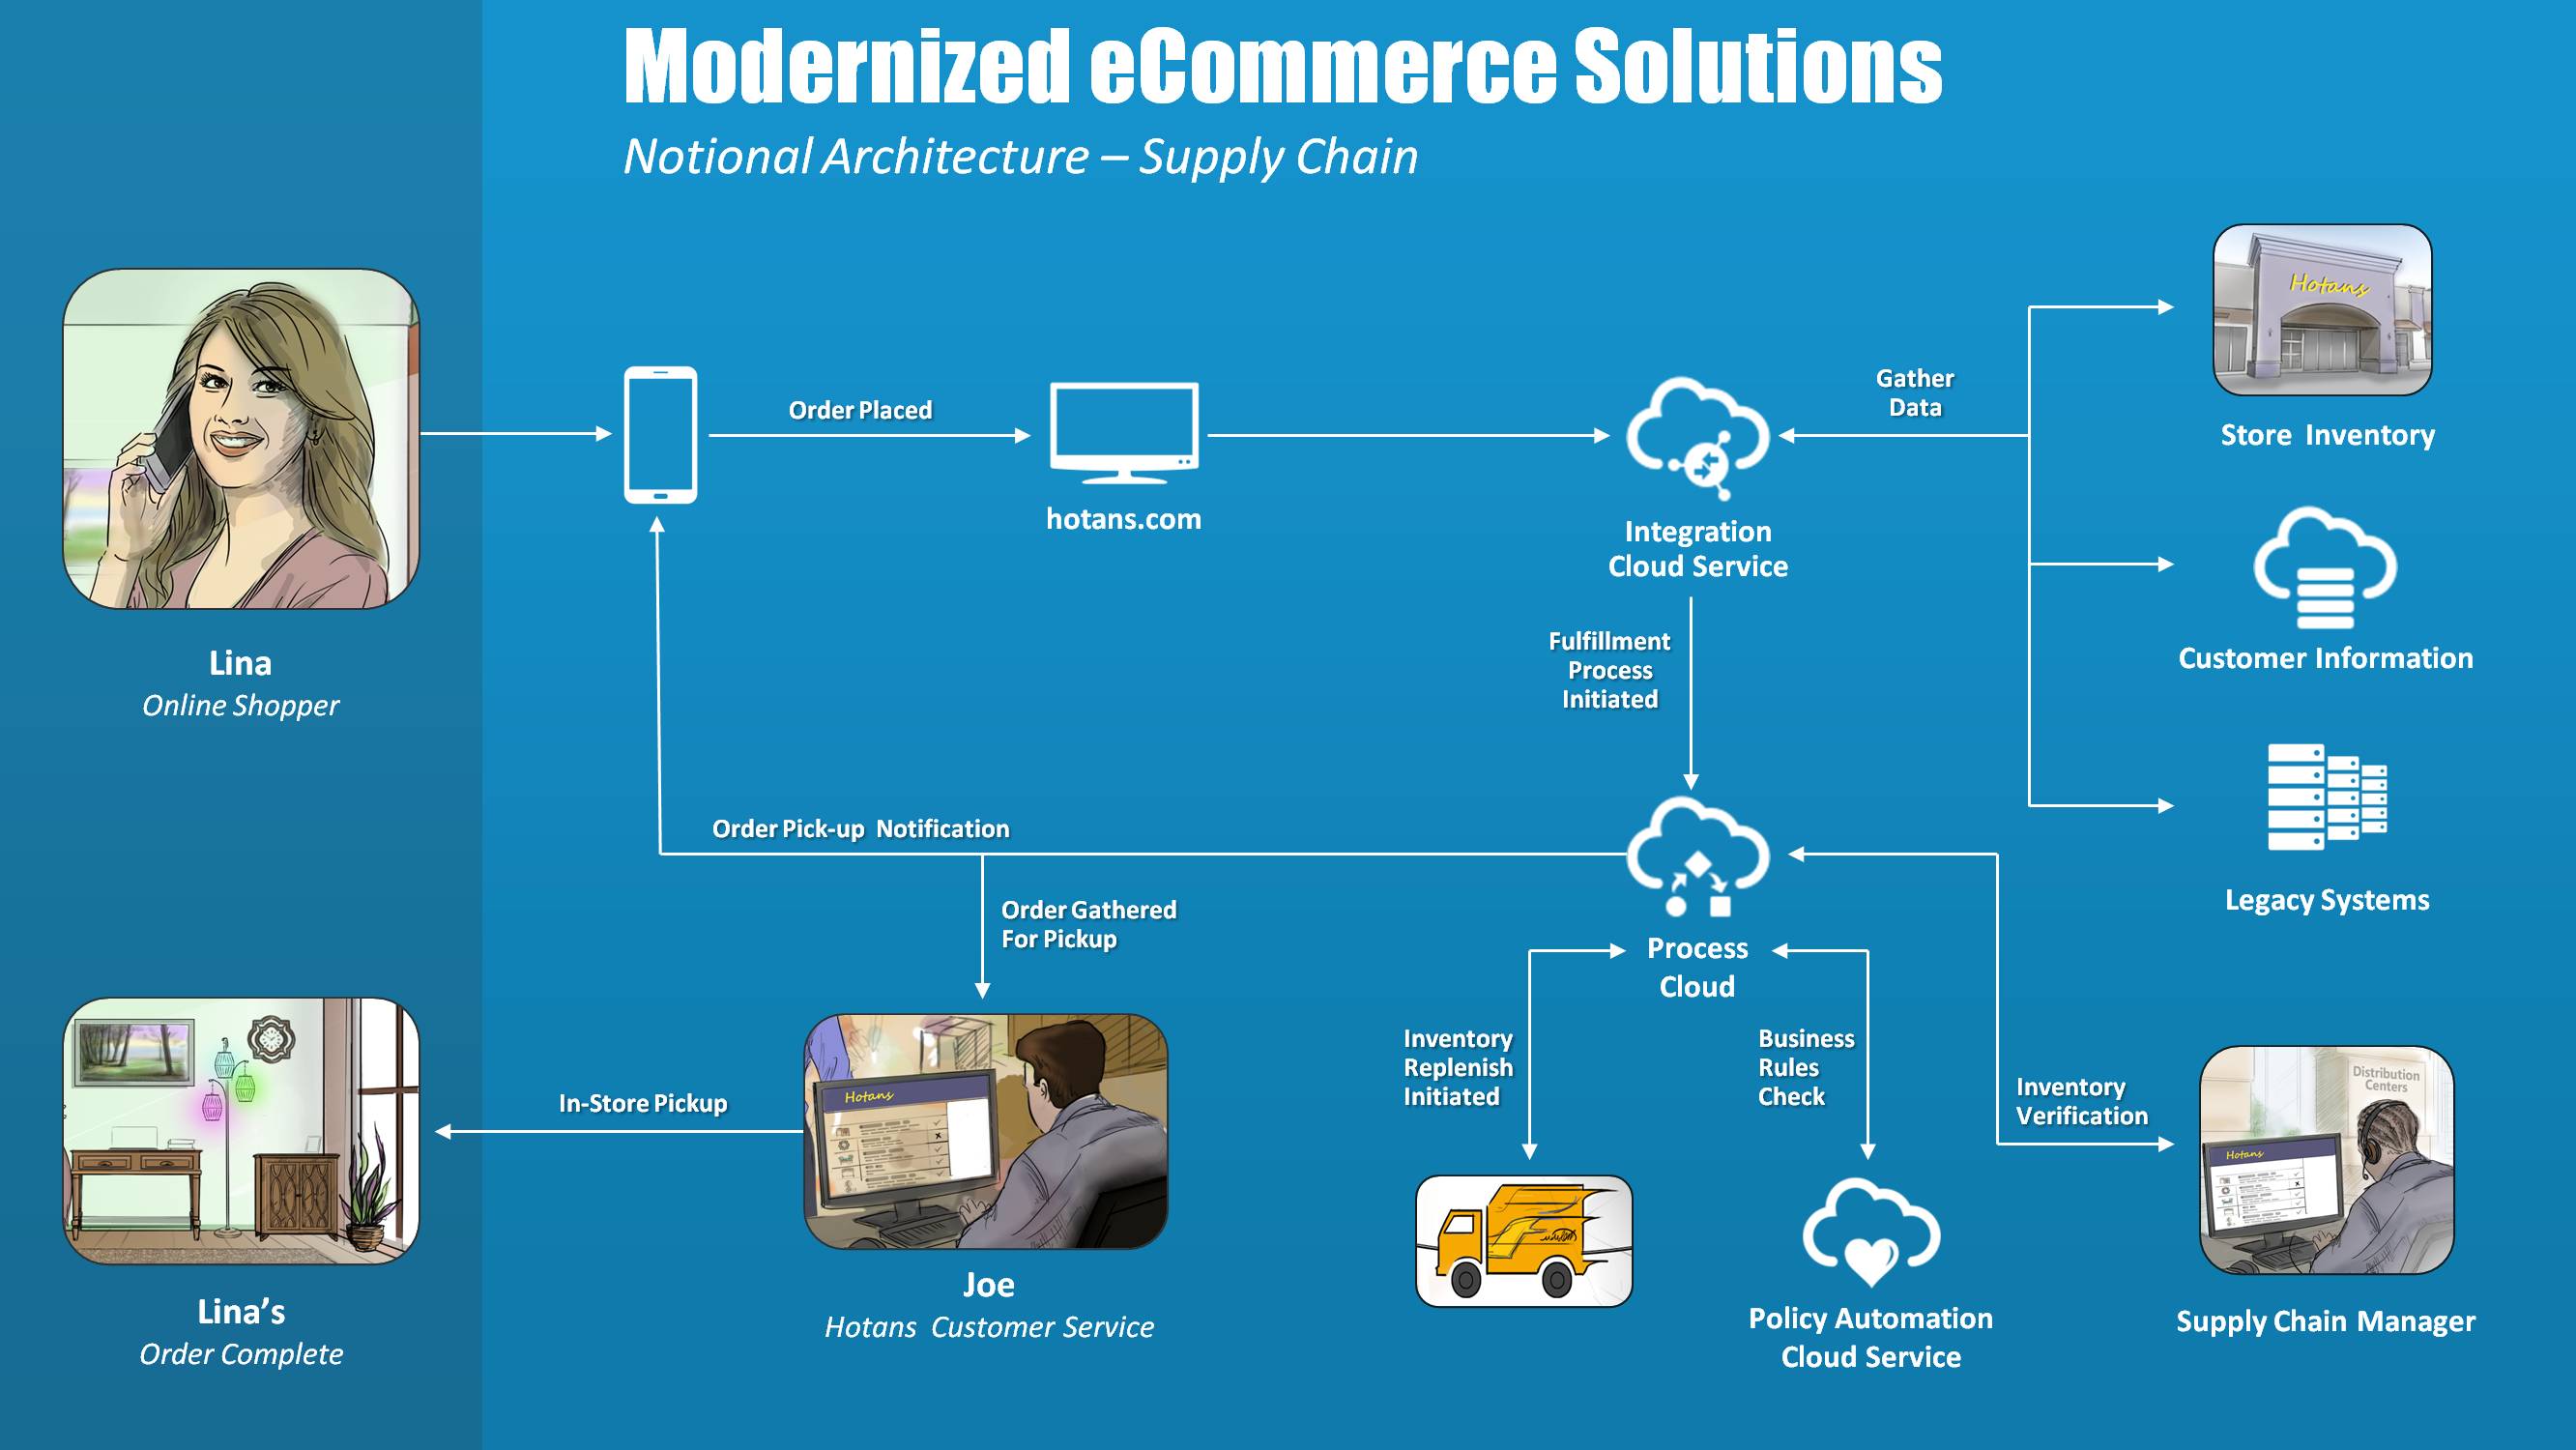 Modernized eCommerce Solutions
Notional Architecture – Supply Chain
Hotans
Store Inventory
Gather
Data
Order Placed
hotans.com
Integration
Cloud Service
Customer Information
Fulfillment
Process
Initiated
Lina
Online Shopper
Legacy Systems
Order Pick-up Notification
Order Gathered
For Pickup
Process
Cloud
Inventory
Replenish
Initiated
Business
Rules
Check
Inventory
Verification
Distribution
Centers
Hotans
Hotans
In-Store Pickup
Joe
Hotans Customer Service
Lina’s
Order Complete
Policy Automation
Cloud Service
Supply Chain Manager